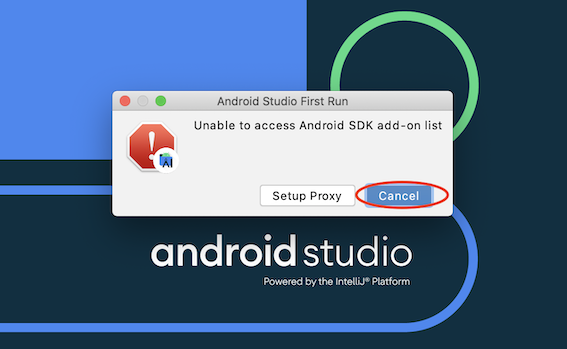 Android Studio First Run
Unable to access Android SDK add-on list
AI
Setup Proxy
Cancel
android studio
Powered by the IntelliJ® Platform